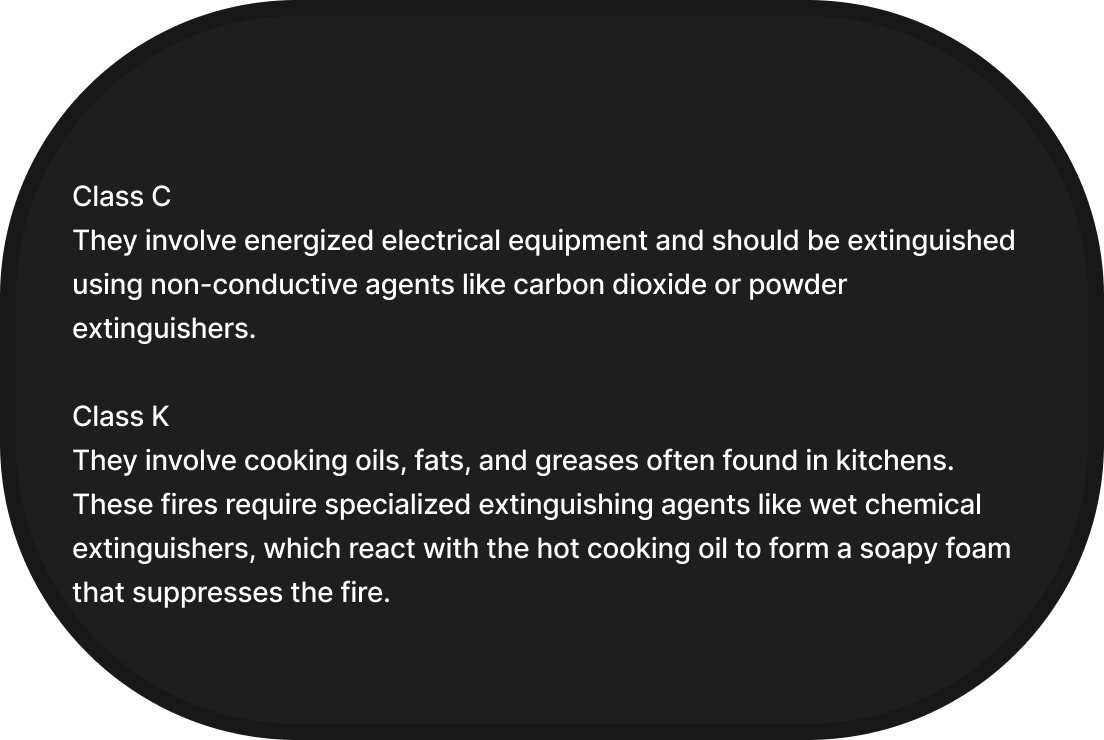 Class C
They involve energized electrical equipment and should be extinguished
using non-conductive agents like carbon dioxide or powder
extinguishers.
Class K
They involve cooking oils, fats, and greases often found in kitchens.
These fires require specialized extinguishing agents like wet chemical
extinguishers, which react with the hot cooking oil to form a soapy foam
that suppresses the fire.